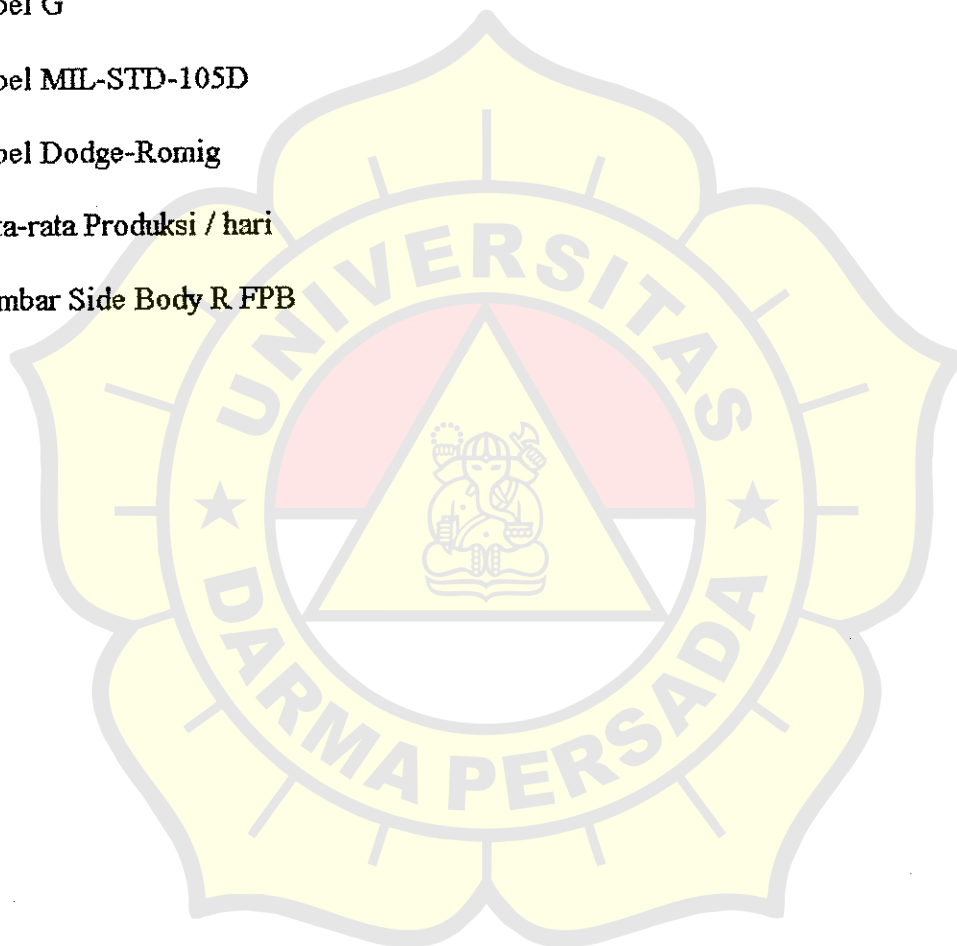 bel G
bel MIL-STD-105D
bel Dodge-Romig
ta-rata Produksi / hari
mbar Side Body R FPB
UNIVERSITAS
DARMA PERSADA